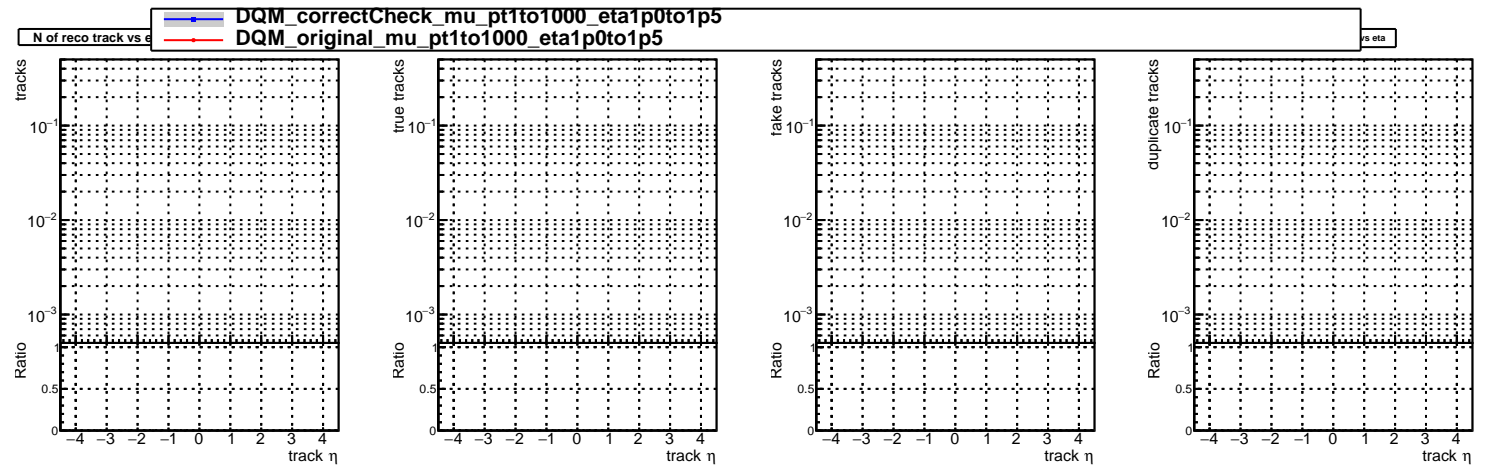 DQM_correctCheck_mu_pt1to1000_eta1p0to1p5
DQM_original_mu_pt1to1000_eta1p0to1p5
N of reco track vs e
vs eta
tracks
10⁻¹
10⁻²
10⁻³
Ratio
1
0.5
0
−4 −3 −2 −1 0 1 2 3 4
track η
true tracks
10⁻¹
10⁻²
10⁻³
Ratio
1
0.5
0
−4 −3 −2 −1 0 1 2 3 4
track η
fake tracks
10⁻¹
10⁻²
10⁻³
Ratio
1
0.5
0
−4 −3 −2 −1 0 1 2 3 4
track η
duplicate tracks
10⁻¹
10⁻²
10⁻³
Ratio
1
0.5
0
−4 −3 −2 −1 0 1 2 3 4
track η